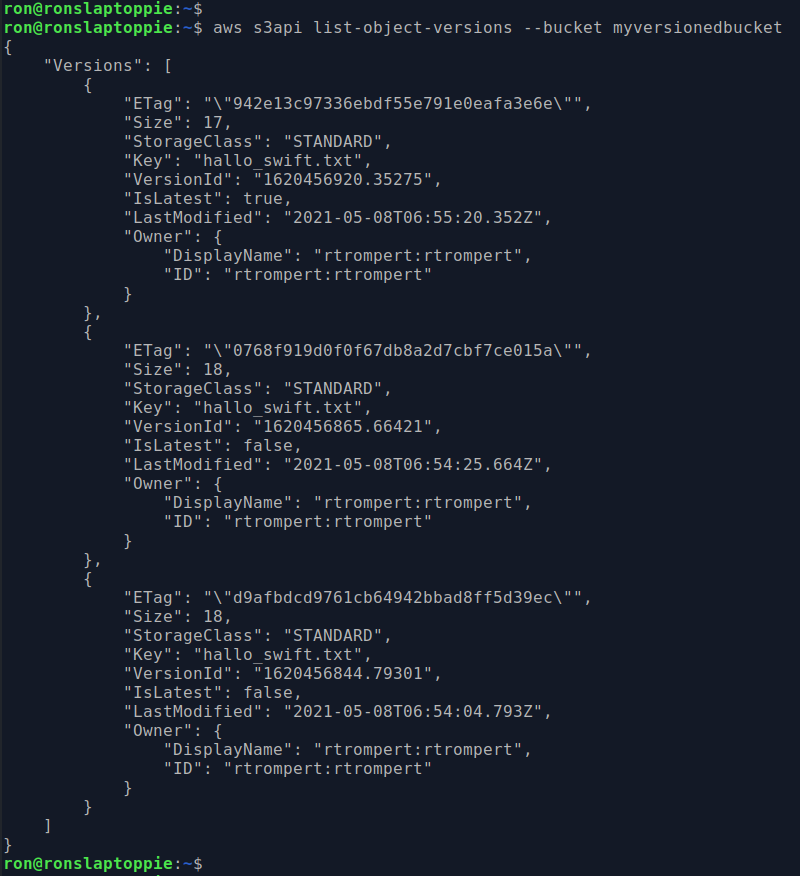 ron@ronslaptoppie:~$
ron@ronslaptoppie:~$ aws s3api list-object-versions --bucket myversionedbucket
{
    "Versions": [
        {
            "ETag": "\"942e13c97336ebdf55e791e0eafa3e6e\"",
            "Size": 17,
            "StorageClass": "STANDARD",
            "Key": "hallo_swift.txt",
            "VersionId": "1620456920.35275",
            "IsLatest": true,
            "LastModified": "2021-05-08T06:55:20.352Z",
            "Owner": {
                "DisplayName": "rtrompert:rtrompert",
                "ID": "rtrompert:rtrompert"
            }
        },
        {
            "ETag": "\"0768f919d0f0f67db8a2d7cbf7ce015a\"",
            "Size": 18,
            "StorageClass": "STANDARD",
            "Key": "hallo_swift.txt",
            "VersionId": "1620456865.66421",
            "IsLatest": false,
            "LastModified": "2021-05-08T06:54:25.664Z",
            "Owner": {
                "DisplayName": "rtrompert:rtrompert",
                "ID": "rtrompert:rtrompert"
            }
        },
        {
            "ETag": "\"d9afbdcd9761cb64942bbad8ff5d39ec\"",
            "Size": 18,
            "StorageClass": "STANDARD",
            "Key": "hallo_swift.txt",
            "VersionId": "1620456844.79301",
            "IsLatest": false,
            "LastModified": "2021-05-08T06:54:04.793Z",
            "Owner": {
                "DisplayName": "rtrompert:rtrompert",
                "ID": "rtrompert:rtrompert"
            }
        }
    ]
}
ron@ronslaptoppie:~$